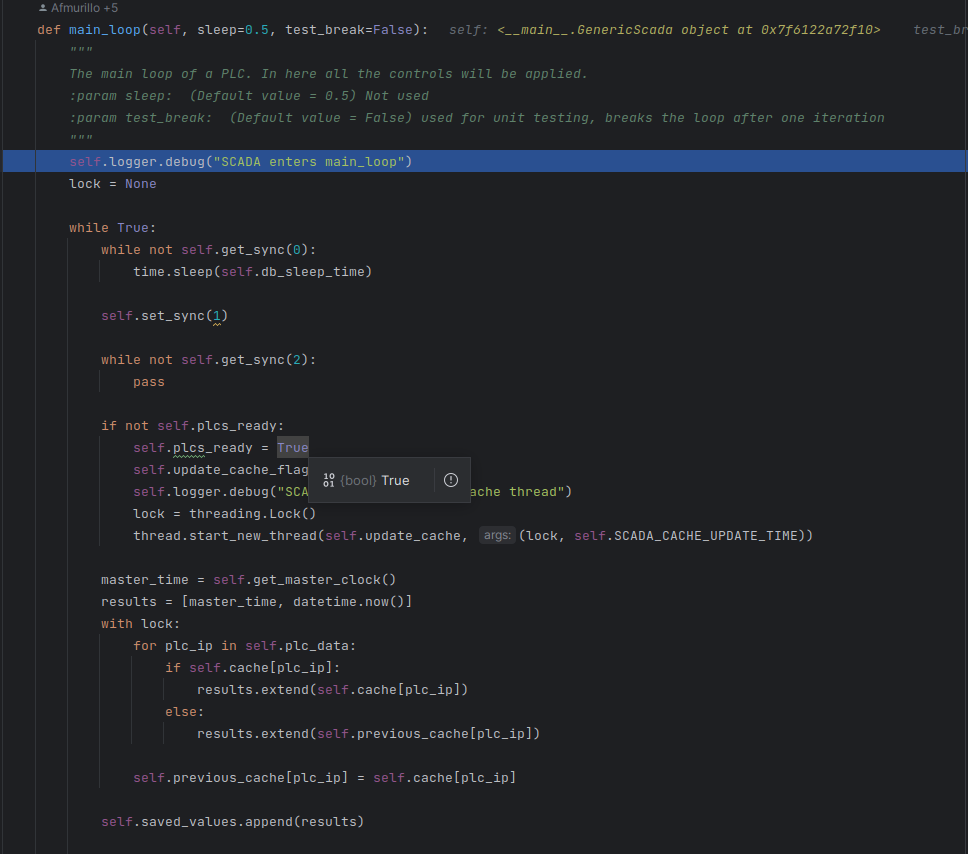 Afmurillo +5
def main_loop(self, sleep=0.5, test_break=False):   self: <__main__.GenericScada object at 0x7f6122a72f10>    test_br
    """
    The main loop of a PLC. In here all the controls will be applied.
    :param sleep:  (Default value = 0.5) Not used
    :param test_break:  (Default value = False) used for unit testing, breaks the loop after one iteration
    """
    self.logger.debug("SCADA enters main_loop")
    lock = None
    while True:
        while not self.get_sync(0):
            time.sleep(self.db_sleep_time)
        self.set_sync(1)
        while not self.get_sync(2):
            pass
        if not self.plcs_ready:
            self.plcs_ready = True
            self.update_cache_flag
10 01 {bool} True
            self.logger.debug("SCA ache thread")
            lock = threading.Lock()
            thread.start_new_thread(self.update_cache, args: (lock, self.SCADA_CACHE_UPDATE_TIME))
        master_time = self.get_master_clock()
        results = [master_time, datetime.now()]
        with lock:
            for plc_ip in self.plc_data:
                if self.cache[plc_ip]:
                    results.extend(self.cache[plc_ip])
                else:
                    results.extend(self.previous_cache[plc_ip])
            self.previous_cache[plc_ip] = self.cache[plc_ip]
        self.saved_values.append(results)